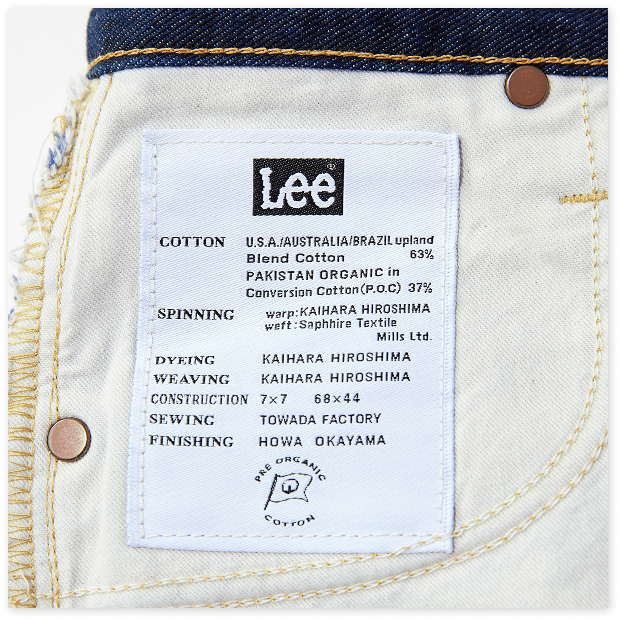 Lee®
COTTON U.S.A./AUSTRALIA/BRAZIL upland
Blend Cotton 63%
PAKISTAN ORGANIC in
Conversion Cotton(P.O.C) 37%
SPINNING warp:KAIHARA HIROSHIMA
weft:Saphhire Textile
Mills Ltd.
DYEING KAIHARA HIROSHIMA
WEAVING KAIHARA HIROSHIMA
CONSTRUCTION 7×7 68×44
SEWING TOWADA FACTORY
FINISHING HOWA OKAYAMA
PRE ORGANIC
COTTON